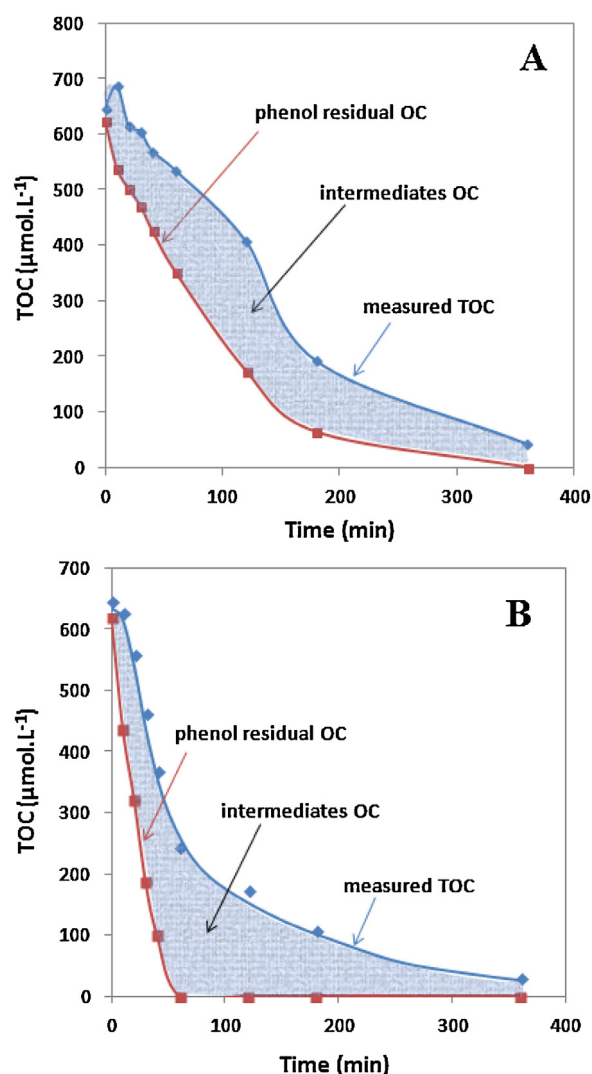 A
800
700
600
500
400
300
200
100
0
TOC (µmol.L-1)
phenol residual OC
intermediates OC
measured TOC
0 100 200 300 400
Time (min)
B
700
600
500
400
300
200
100
0
TOC (µmol.L-1)
phenol residual OC
intermediates OC
measured TOC
0 100 200 300 400
Time (min)